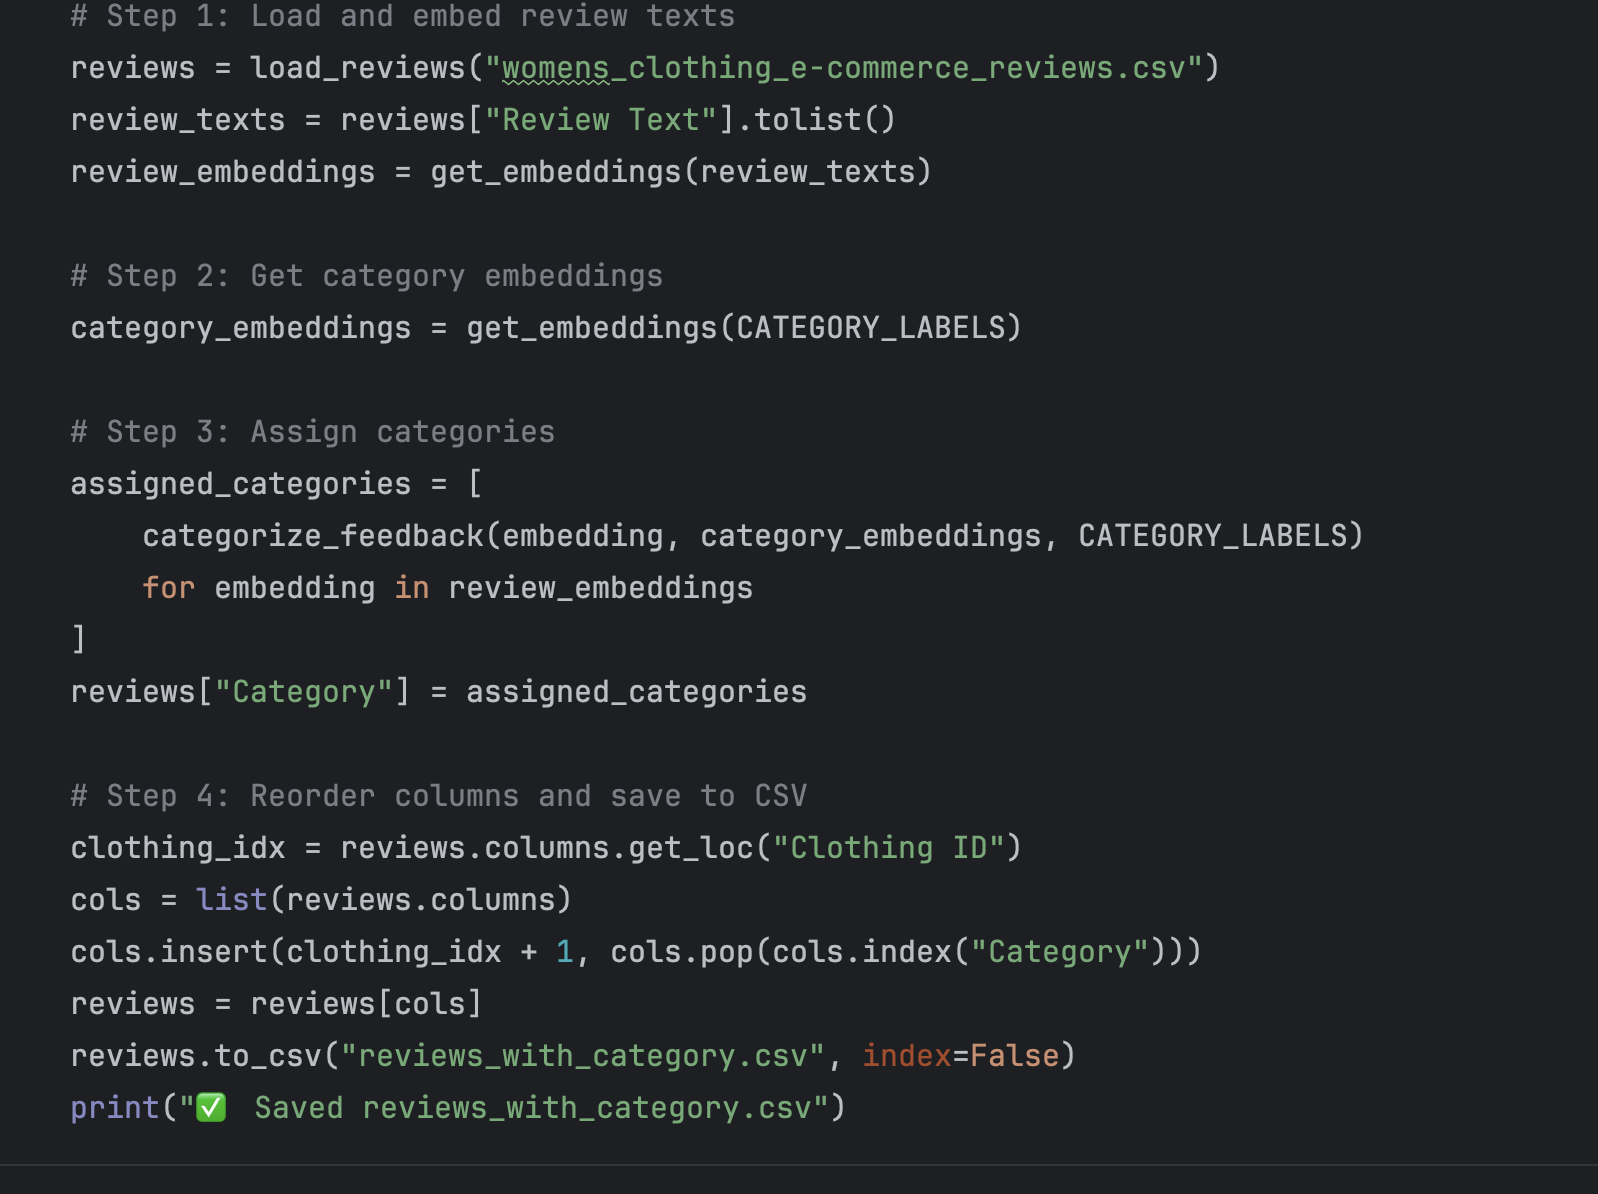 # Step 1: Load and embed review texts
reviews = load_reviews("womens_clothing_e-commerce_reviews.csv")
review_texts = reviews["Review Text"].tolist()
review_embeddings = get_embeddings(review_texts)

# Step 2: Get category embeddings
category_embeddings = get_embeddings(CATEGORY_LABELS)

# Step 3: Assign categories
assigned_categories = [
    categorize_feedback(embedding, category_embeddings, CATEGORY_LABELS)
    for embedding in review_embeddings
]
reviews["Category"] = assigned_categories

# Step 4: Reorder columns and save to CSV
clothing_idx = reviews.columns.get_loc("Clothing ID")
cols = list(reviews.columns)
cols.insert(clothing_idx + 1, cols.pop(cols.index("Category")))
reviews = reviews[cols]
reviews.to_csv("reviews_with_category.csv", index=False)
print("✅ Saved reviews_with_category.csv")